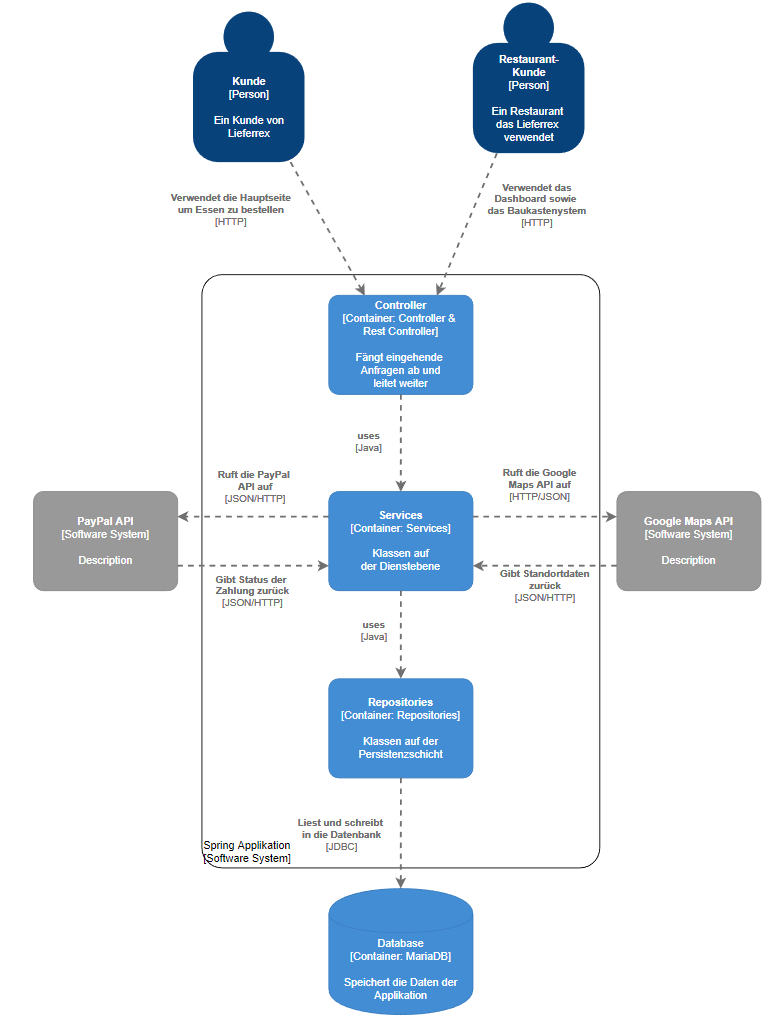 Kunde
[Person]
Ein Kunde von
Lieferrex
Restaurant-
Kunde
[Person]
Ein Restaurant
das Lieferrex
verwendet
Verwendet die Hauptseite
um Essen zu bestellen
[HTTP]
Verwendet das
Dashboard sowie
das Baukastenystem
[HTTP]
Controller
[Container: Controller &
Rest Controller]
Fängt eingehende
Anfragen ab und
leitet weiter
uses
[Java]
Ruft die PayPal
API auf
[JSON/HTTP]
Ruft die Google
Maps API auf
[HTTP/JSON]
PayPal API
[Software System]
Description
Services
[Container: Services]
Klassen auf
der Dienstebene
Google Maps API
[Software System]
Description
Gibt Status der
Zahlung zurück
[JSON/HTTP]
Gibt Standortdaten
zurück
[JSON/HTTP]
uses
[Java]
Repositories
[Container: Repositories]
Klassen auf der
Persistenzschicht
Liest und schreibt
in die Datenbank
[JDBC]
Spring Applikation
[Software System]
Database
[Container: MariaDB]
Speichert die Daten der
Applikation